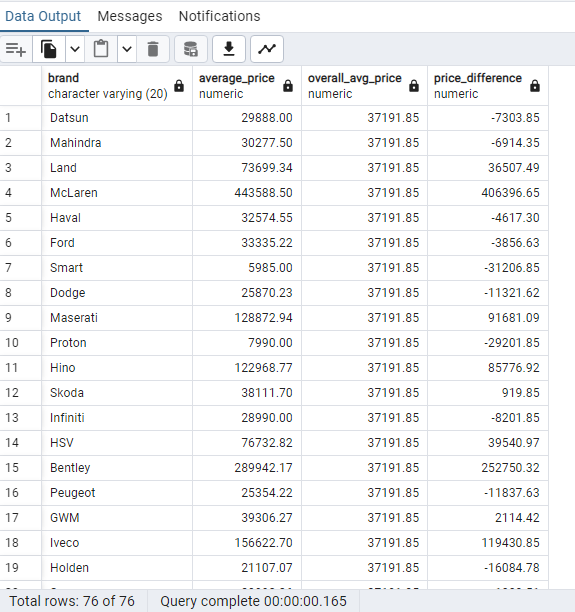 Data Output Messages Notifications
brand average_price overall_avg_price price_difference
character varying (20) numeric numeric numeric
1 Datsun 29888.00 37191.85 -7303.85
2 Mahindra 30277.50 37191.85 -6914.35
3 Land 73699.34 37191.85 36507.49
4 McLaren 443588.50 37191.85 406396.65
5 Haval 32574.55 37191.85 -4617.30
6 Ford 33335.22 37191.85 -3856.63
7 Smart 5985.00 37191.85 -31206.85
8 Dodge 25870.23 37191.85 -11321.62
9 Maserati 128872.94 37191.85 91681.09
10 Proton 7990.00 37191.85 -29201.85
11 Hino 122968.77 37191.85 85776.92
12 Skoda 38111.70 37191.85 919.85
13 Infiniti 28990.00 37191.85 -8201.85
14 HSV 76732.82 37191.85 39540.97
15 Bentley 289942.17 37191.85 252750.32
16 Peugeot 25354.22 37191.85 -11837.63
17 GWM 39306.27 37191.85 2114.42
18 Iveco 156622.70 37191.85 119430.85
19 Holden 21107.07 37191.85 -16084.78
Total rows: 76 of 76 Query complete 00:00:00.165